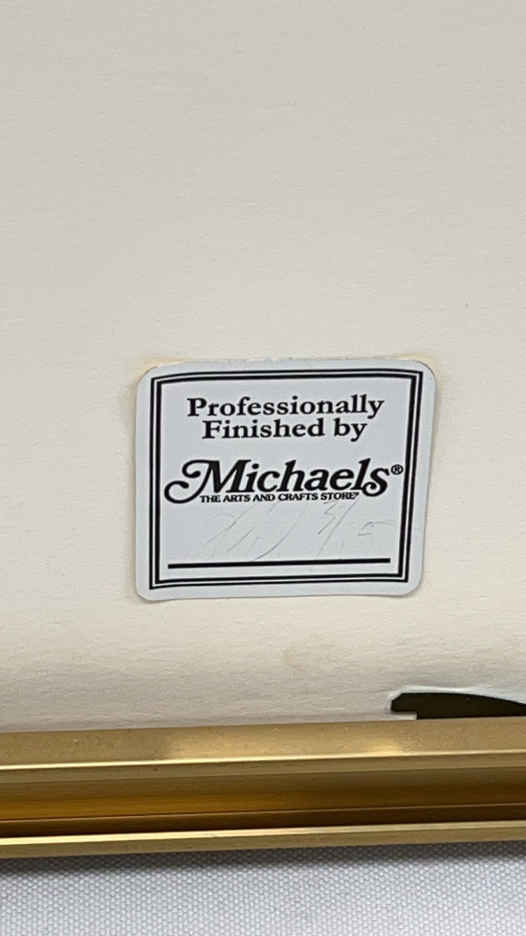 Professionally
Finished by
Michaels®
THE ARTS AND CRAFTS STORE®